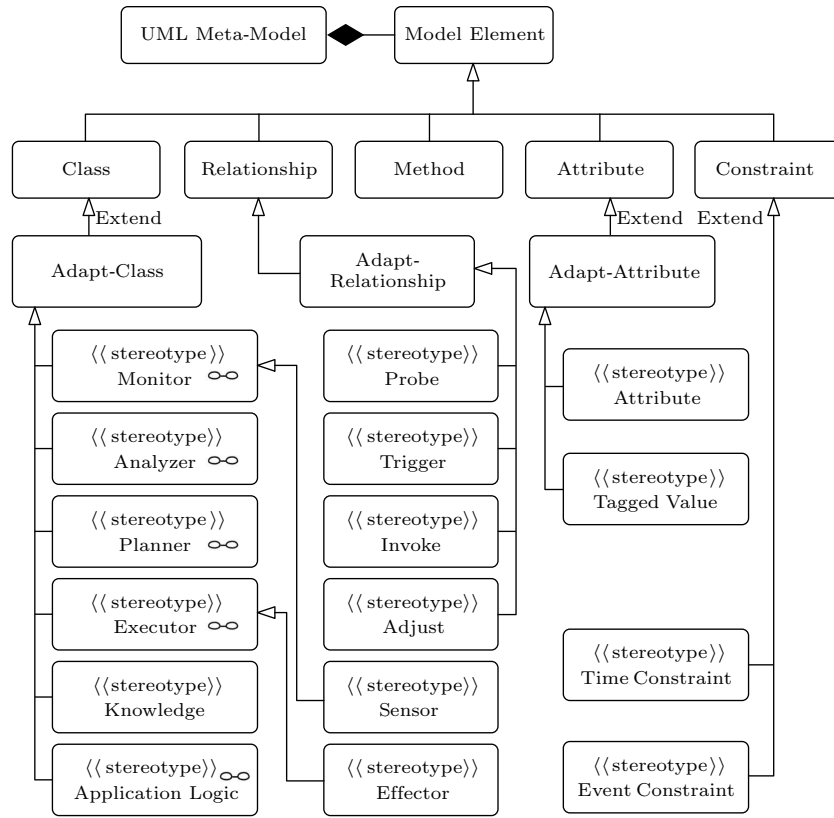 UML Meta-Model
Model Element
Class
Relationship
Method
Attribute
Constraint
Extend
Extend
Extend
Adapt-Class
Adapt-
Relationship
Adapt-Attribute
⟨⟨stereotype⟩⟩
Monitor
⟨⟨stereotype⟩⟩
Probe
⟨⟨stereotype⟩⟩
Attribute
⟨⟨stereotype⟩⟩
Analyzer
⟨⟨stereotype⟩⟩
Trigger
⟨⟨stereotype⟩⟩
Tagged Value
⟨⟨stereotype⟩⟩
Planner
⟨⟨stereotype⟩⟩
Invoke
⟨⟨stereotype⟩⟩
Executor
⟨⟨stereotype⟩⟩
Adjust
⟨⟨stereotype⟩⟩
Time Constraint
⟨⟨stereotype⟩⟩
Knowledge
⟨⟨stereotype⟩⟩
Sensor
⟨⟨stereotype⟩⟩
Application Logic
⟨⟨stereotype⟩⟩
Effector
⟨⟨stereotype⟩⟩
Event Constraint